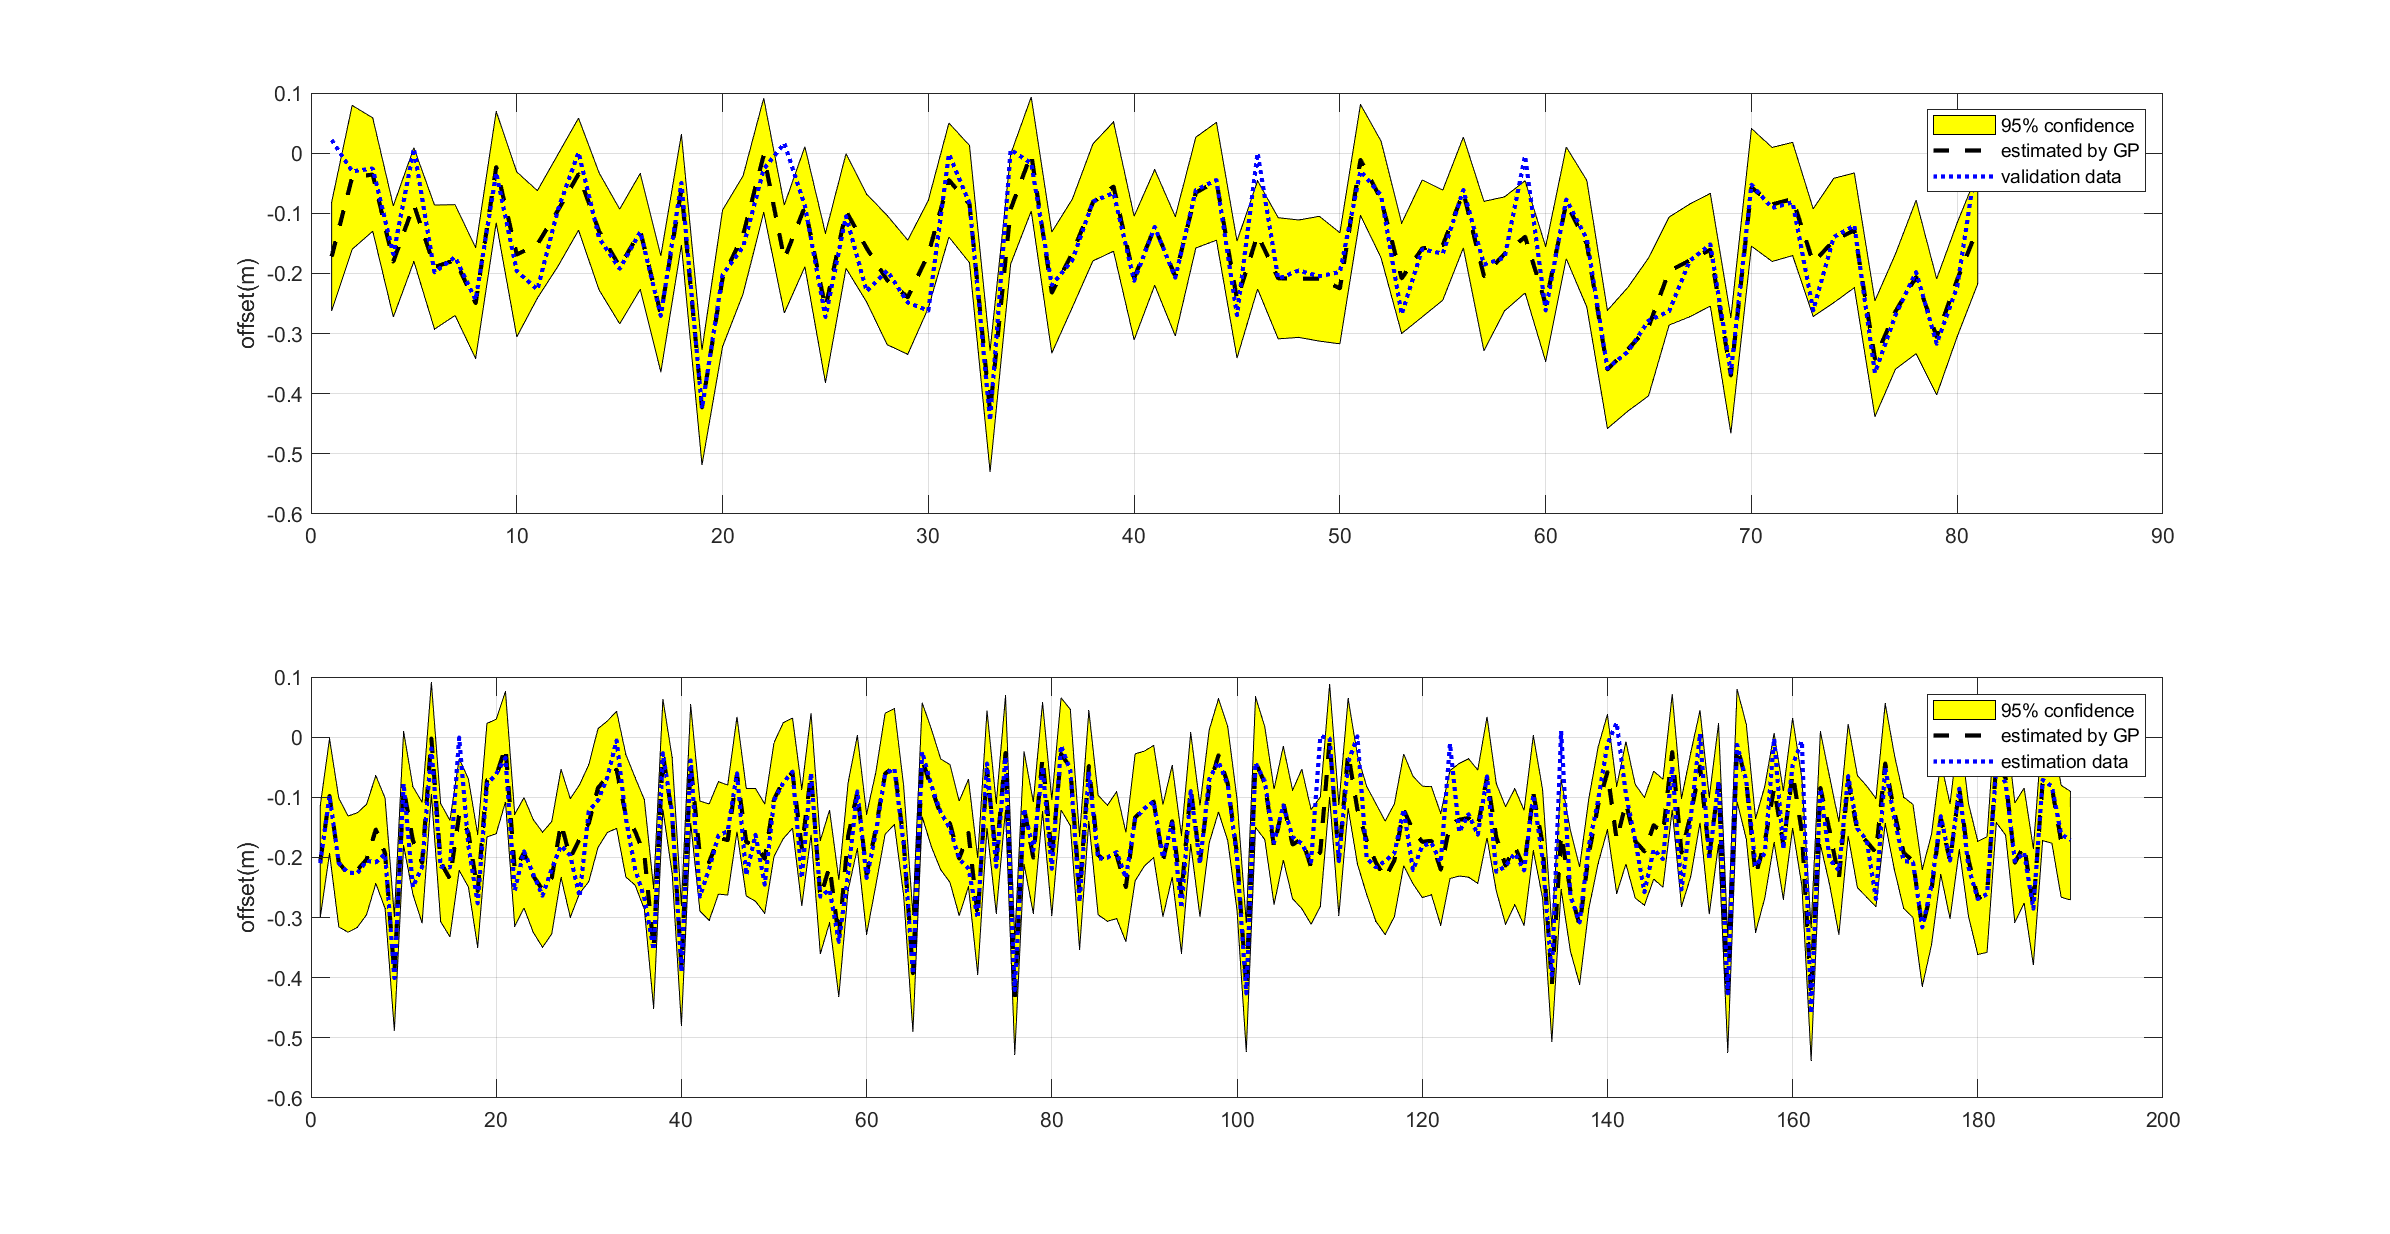 0.1
0
-0.1
-0.2
-0.3
-0.4
-0.5
-0.6
offset(m)
0 10 20 30 40 50 60 70 80 90
95% confidence
estimated by GP
validation data
0.1
0
-0.1
-0.2
-0.3
-0.4
-0.5
-0.6
offset(m)
0 20 40 60 80 100 120 140 160 180 200
95% confidence
estimated by GP
estimation data